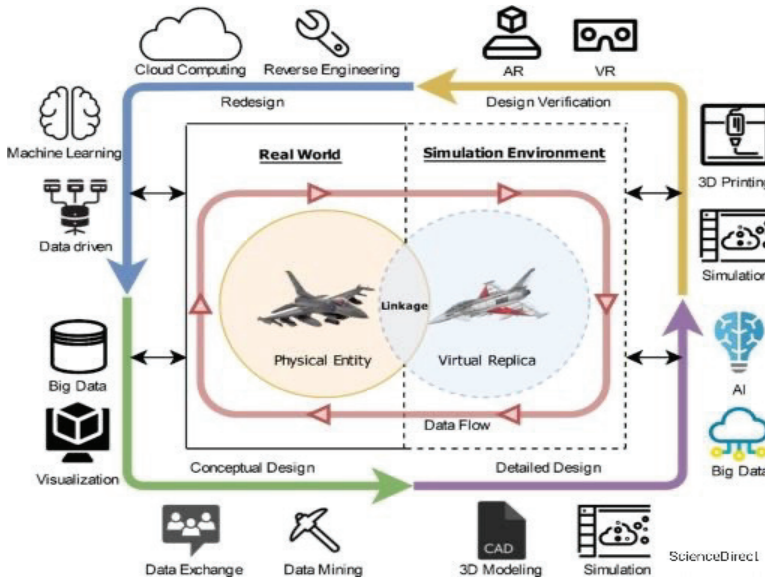 Cloud Computing
Reverse Engineering
AR
VR
Redesign
Design Verification
Machine Learning
Real World
Simulation Environment
3D Printing
Data driven
Simulation
Linkage
Physical Entity
Virtual Replica
Big Data
AI
Data Flow
Visualization
Conceptual Design
Detailed Design
Big Data
CAD
Data Exchange
Data Mining
3D Modeling
Simulation
ScienceDirect